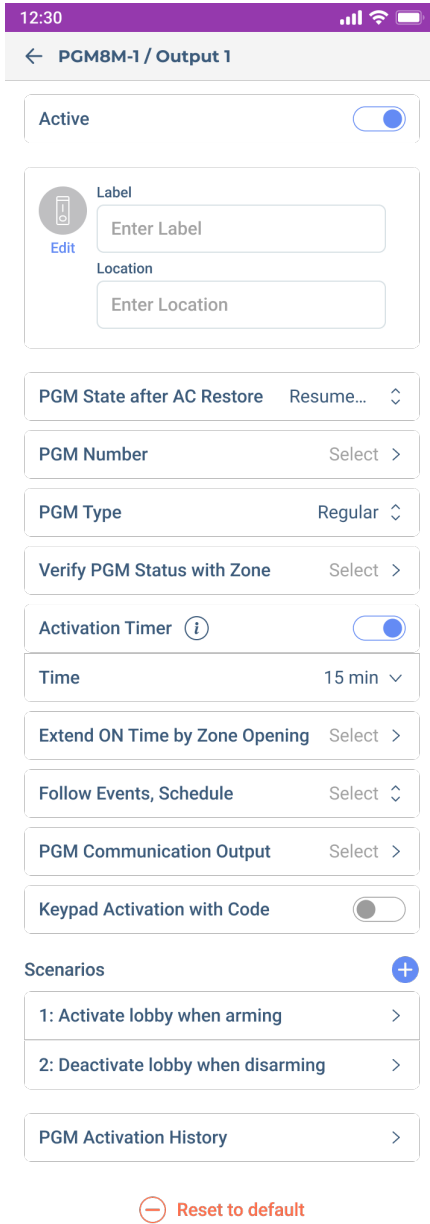 12:30
PGM8M-1 / Output 1
Active
Label
Enter Label
Edit
Location
Enter Location
PGM State after AC Restore Resume...
PGM Number Select
PGM Type Regular
Verify PGM Status with Zone Select
Activation Timer i
Time 15 min
Extend ON Time by Zone Opening Select
Follow Events, Schedule Select
PGM Communication Output Select
Keypad Activation with Code
Scenarios
1: Activate lobby when arming
2: Deactivate lobby when disarming
PGM Activation History
Reset to default